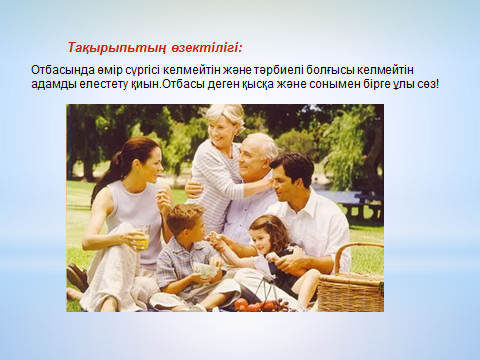 Тақырыпьтың өзектілігі:
Отбасында өмір сүргісі келмейтін және тәрбиелі болғысы келмейтін
адамды елестету қиын.Отбасы деген қысқа және сонымен бірге ұлы сөз!